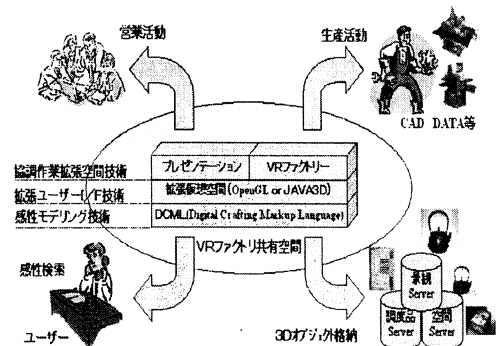 営業活動
生産活動
CAD DATA等
プレゼンテーション
VRファクトリー
協調作業拡張空間技術
拡張ユーザーI/F技術
拡張仮想空間(OpenGL or JAVA3D)
感性モデリング技術
DCML(Digital Crafting Markup Language)
VRファクトリ共有空間
感性検索
ユーザー
景観
Server
調度品
Server
空間
Server
3Dオブジェクト格納